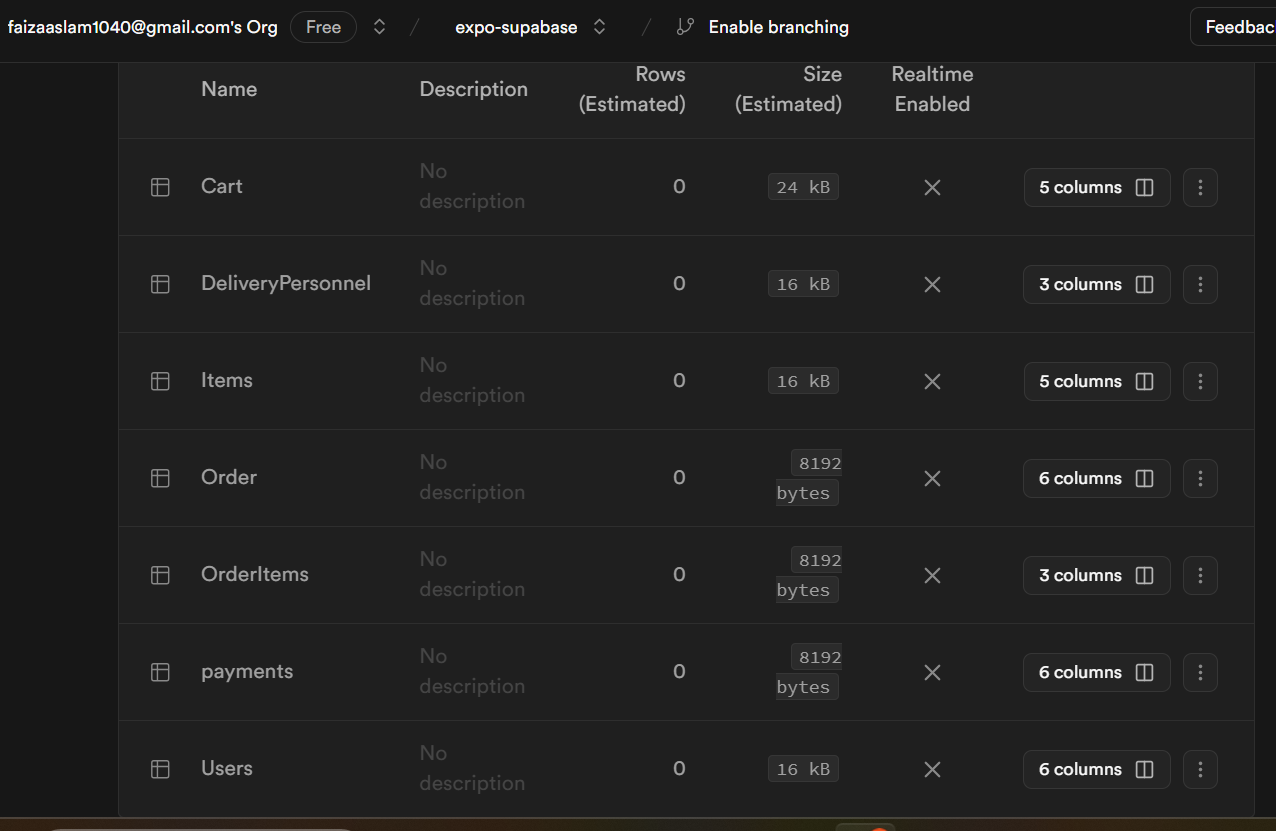 faizaaslam1040@gmail.com's Org Free / expo-supabase / Enable branching Feedbac
Name Description Rows (Estimated) Size (Estimated) Realtime Enabled
Cart No description 0 24 kB 5 columns
DeliveryPersonnel No description 0 16 kB 3 columns
Items No description 0 16 kB 5 columns
Order No description 0 8192 bytes 6 columns
OrderItems No description 0 8192 bytes 3 columns
payments No description 0 8192 bytes 6 columns
Users No description 0 16 kB 6 columns